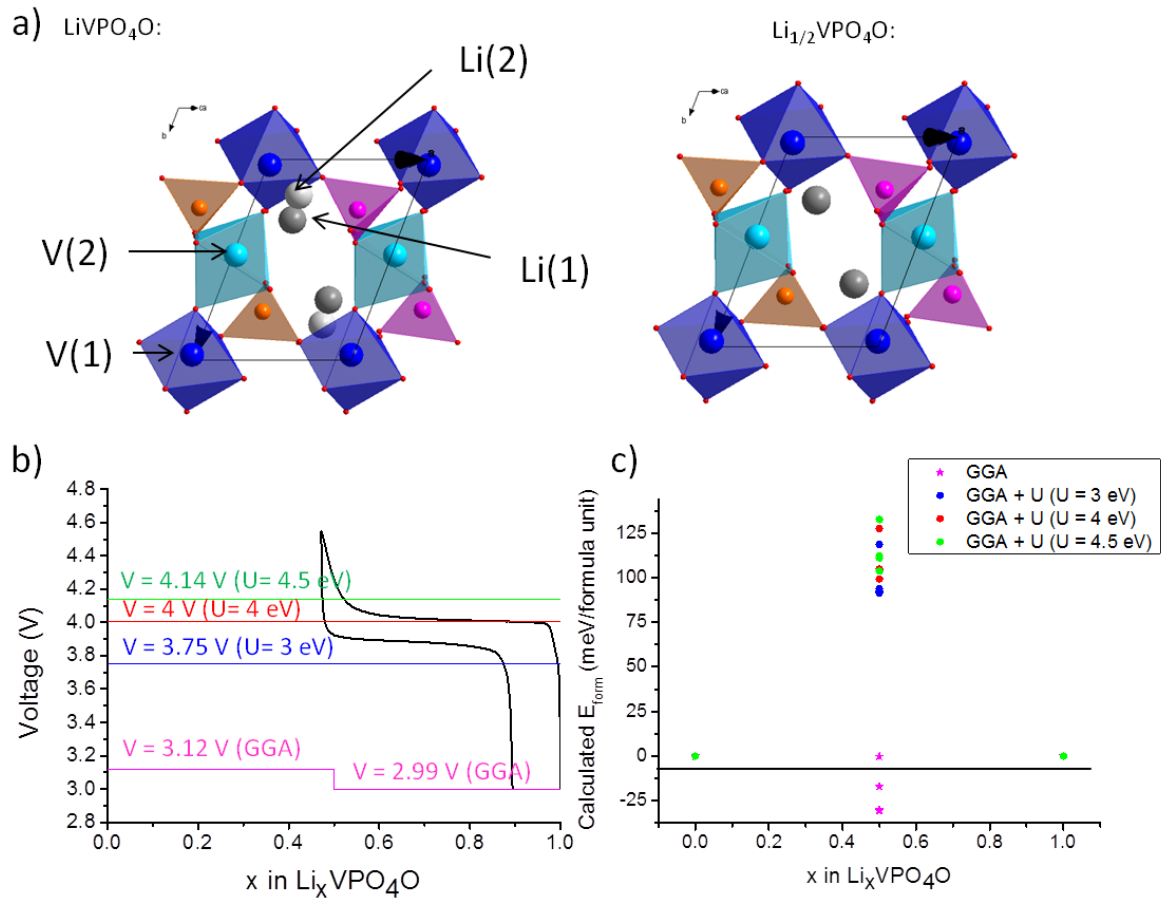 a) LiVPO₄O:
Li₁/₂VPO₄O:
Li(2)
ca
b
a
ca
b
a
V(2)
Li(1)
V(1)
b)
4.8
4.6
4.4
4.2
4.0
3.8
3.6
3.4
3.2
3.0
2.8
Voltage (V)
V = 4.14 V (U= 4.5 eV)
V = 4 V (U= 4 eV)
V = 3.75 V (U= 3 eV)
V = 3.12 V (GGA)
V = 2.99 V (GGA)
0.0 0.2 0.4 0.6 0.8 1.0
x in LiₓVPO₄O
c)
GGA
GGA + U (U = 3 eV)
GGA + U (U = 4 eV)
GGA + U (U = 4.5 eV)
125
100
75
50
25
0
-25
Calculated E_form (meV/formula unit)
0.0 0.2 0.4 0.6 0.8 1.0
x in LiₓVPO₄O